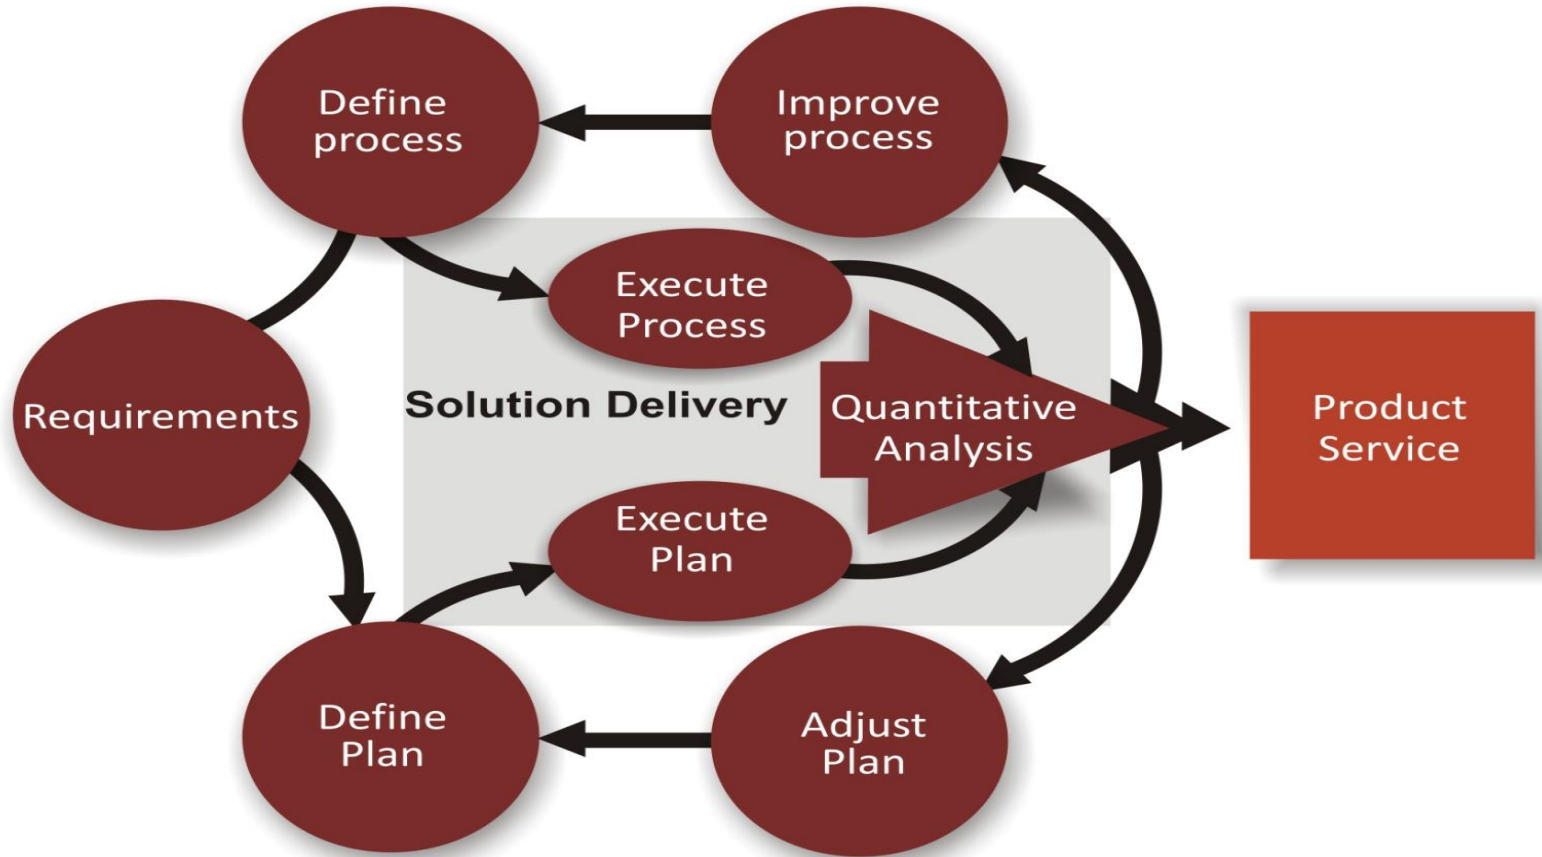 Define
process
Improve
process
Execute
Process
Requirements
Solution Delivery
Quantitative
Analysis
Product
Service
Execute
Plan
Define
Plan
Adjust
Plan